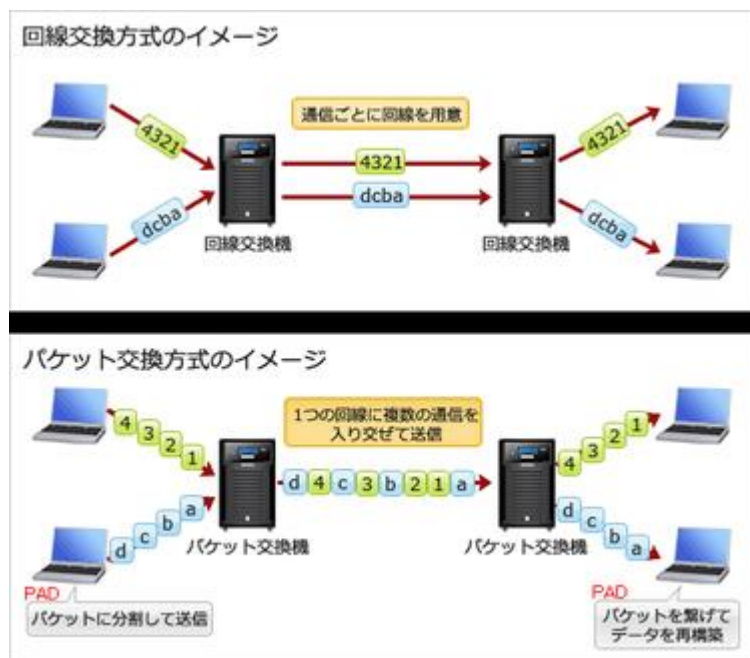 回線交換方式のイメージ
通信ごとに回線を用意
4321
4321
4321
dcba
dcba
dcba
回線交換機
回線交換機
パケット交換方式のイメージ
1つの回線に複数の通信を
入り交ぜて送信
4 3 2 1
4 3 2 1
d 4 c 3 b 2 1 a
d c b a
d c b a
パケット交換機
パケット交換機
PAD
パケットに分割して送信
PAD
パケットを繋げて
データを再構築